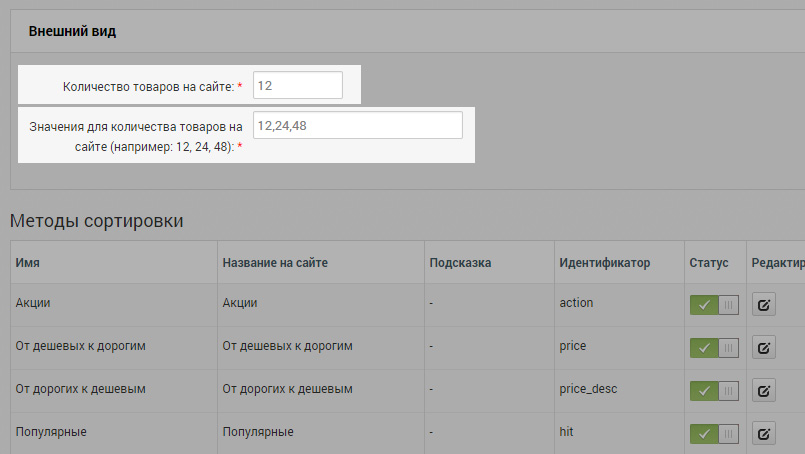 Внешний вид
Количество товаров на сайте: * 12
Значения для количества товаров на 12,24,48
сайте (например: 12, 24, 48): *
Методы сортировки
Имя Название на сайте Подсказка Идентификатор Статус Редактир
Акции Акции - action
От дешевых к дорогим От дешевых к дорогим - price
От дорогих к дешевым От дорогих к дешевым - price_desc
Популярные Популярные - hit